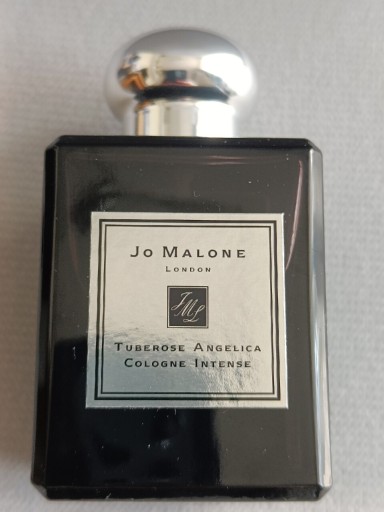 JO MALONE
LONDON
JML
TUBEROSE ANGELICA
COLOGNE INTENSE